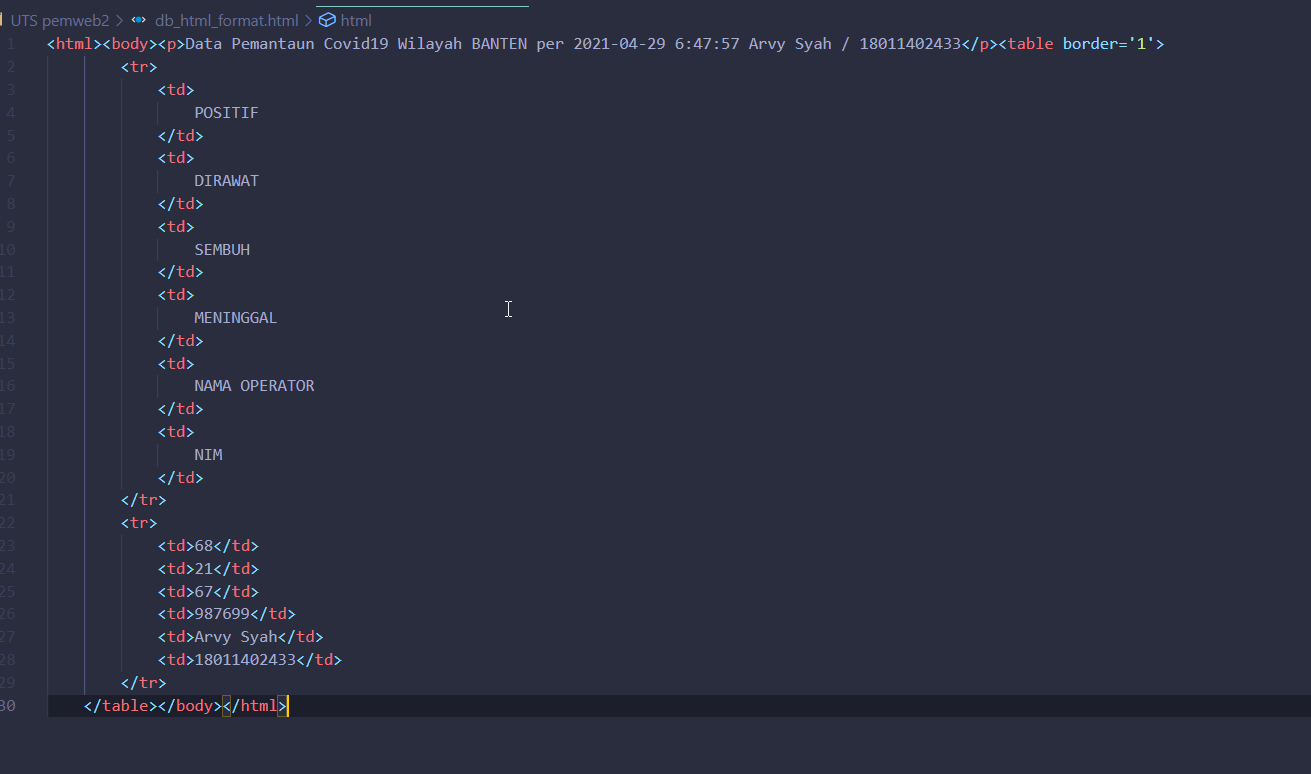 UTS pemweb2 > db_html_format.html > html
1 <html><body><p>Data Pemantaun Covid19 Wilayah BANTEN per 2021-04-29 6:47:57 Arvy Syah / 18011402433</p><table border='1'>
2 <tr>
3 <td>
4 POSITIF
5 </td>
6 <td>
7 DIRAWAT
8 </td>
9 <td>
10 SEMBUH
11 </td>
12 <td>
13 MENINGGAL
14 </td>
15 <td>
16 NAMA OPERATOR
17 </td>
18 <td>
19 NIM
20 </td>
21 </tr>
22 <tr>
23 <td>68</td>
24 <td>21</td>
25 <td>67</td>
26 <td>987699</td>
27 <td>Arvy Syah</td>
28 <td>18011402433</td>
29 </tr>
30 </table></body></html>